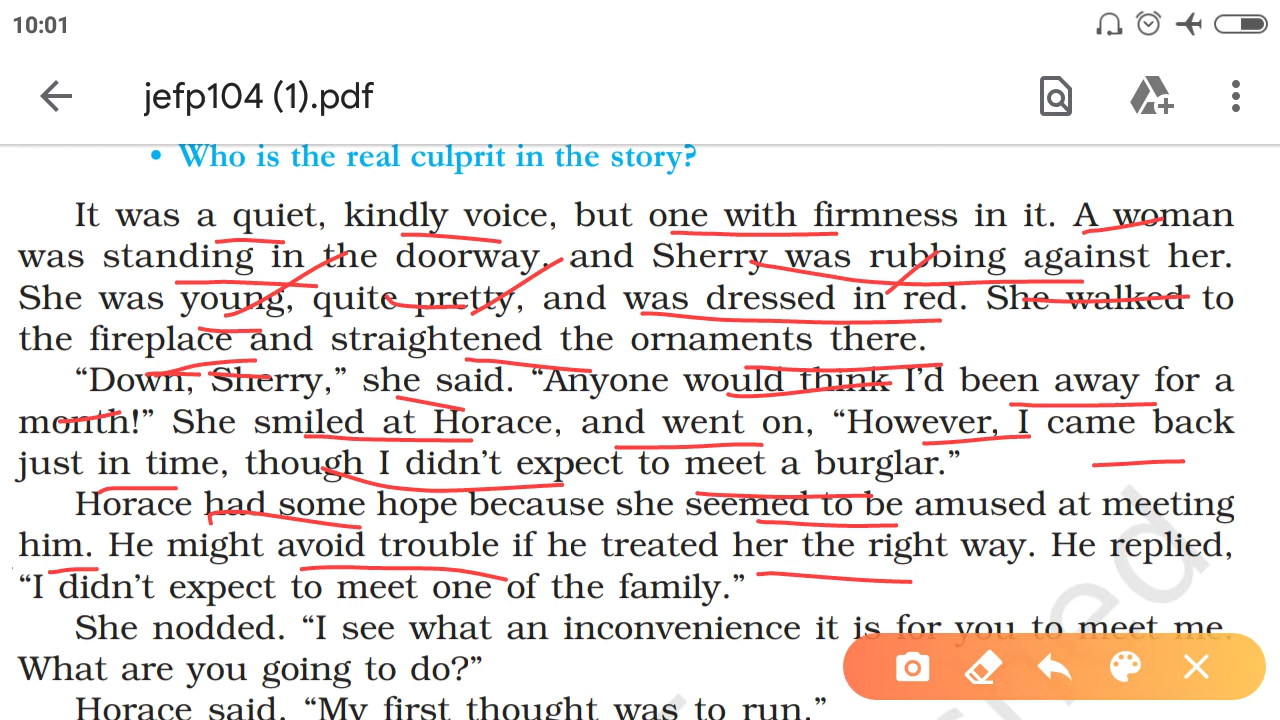 10:01
jefp104 (1).pdf
• Who is the real culprit in the story?
It was a quiet, kindly voice, but one with firmness in it. A woman
was standing in the doorway, and Sherry was rubbing against her.
She was young, quite pretty, and was dressed in red. She walked to
the fireplace and straightened the ornaments there.
“Down, Sherry,” she said. “Anyone would think I’d been away for a
month!” She smiled at Horace, and went on, “However, I came back
just in time, though I didn’t expect to meet a burglar.”
Horace had some hope because she seemed to be amused at meeting
him. He might avoid trouble if he treated her the right way. He replied,
“I didn’t expect to meet one of the family.”
She nodded. “I see what an inconvenience it is for you to meet me.
What are you going to do?”
Horace said, “My first thought was to run.”